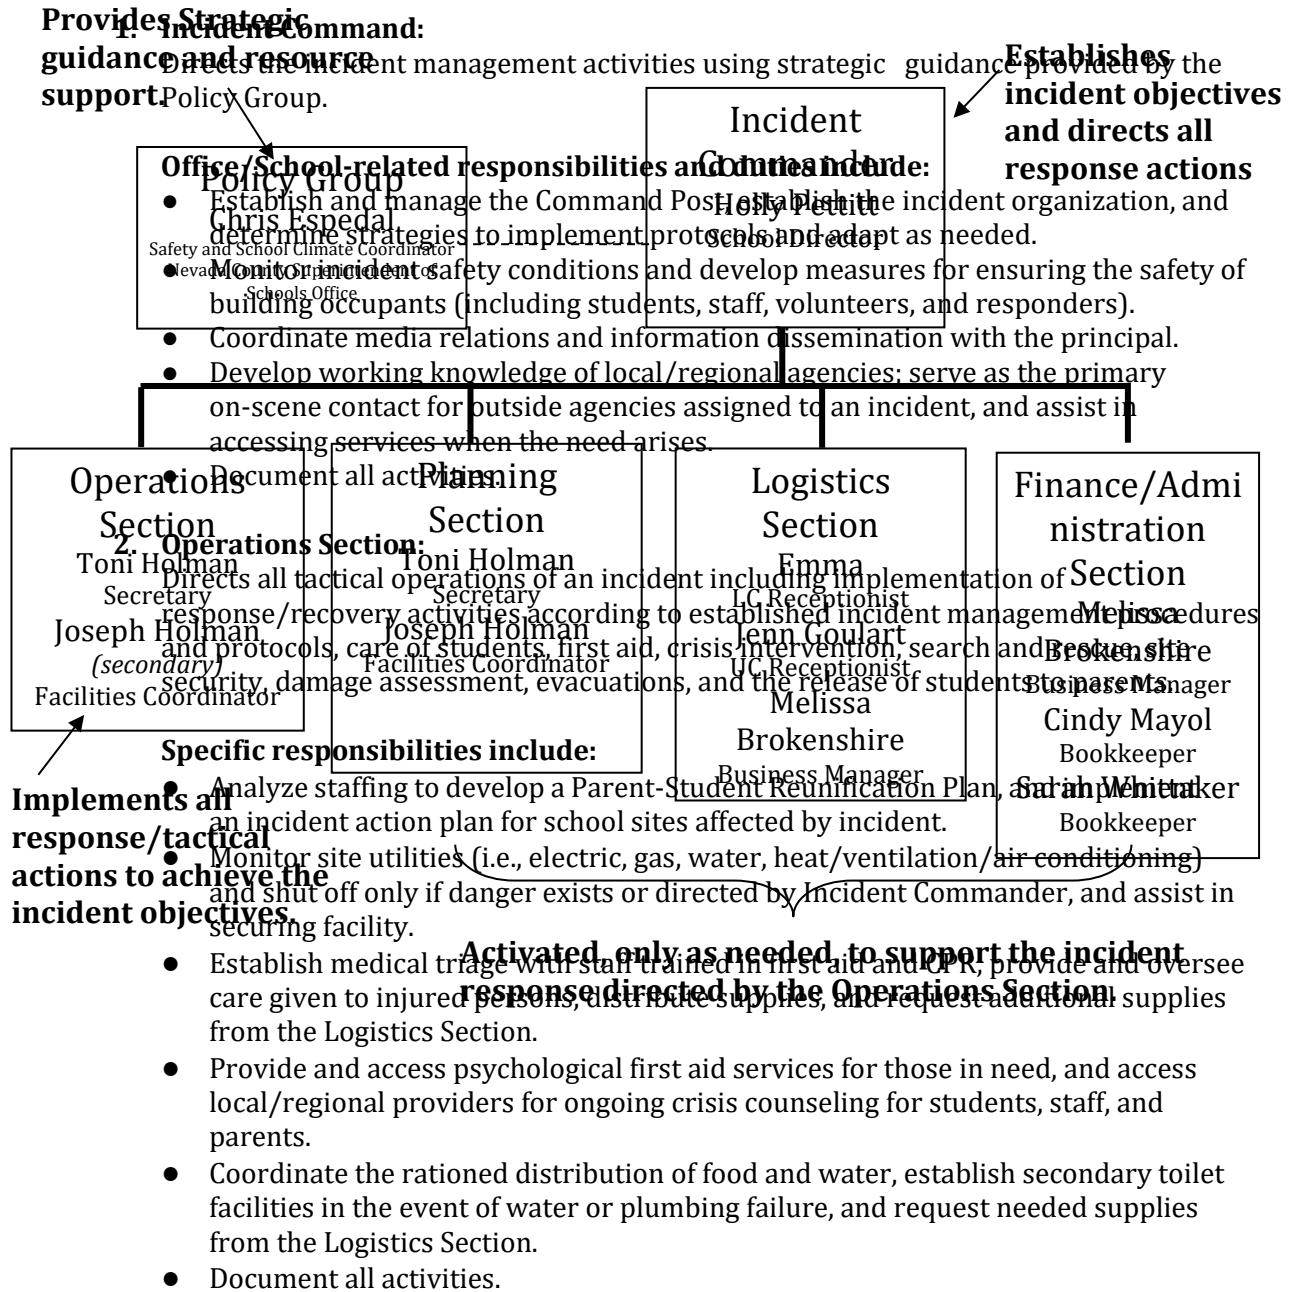 Provides Strategic
guidance and resource
support.
Establishes
incident objectives
and directs all
response actions
Policy Group
Chris Espedal
Safety and School Climate Coordinator
Nevada County Superintendent of
Schools Office
Incident
Commander
Holly Pettitt
School Director
Operations
Section
Toni Holman
Secretary
Joseph Holman
(secondary)
Facilities Coordinator
Planning
Section
Toni Holman
Secretary
Joseph Holman
Facilities Coordinator
Logistics
Section
Emma
LC Receptionist
Jenn Goulart
UC Receptionist
Melissa
Brokenshire
Business Manager
Finance/Admi
nistration
Section
Melissa
Brokenshire
Business Manager
Cindy Mayol
Bookkeeper
Sarah Whittaker
Bookkeeper
Implements all
response/tactical
actions to achieve the
incident objectives.
Activated, only as needed, to support the incident
response directed by the Operations Section.
1. Incident Command:
Directs the incident management activities using strategic guidance provided by the
Policy Group.
Office/School-related responsibilities and duties include:
● Establish and manage the Command Post, establish the incident organization, and
determine strategies to implement protocols and adapt as needed.
● Monitor incident safety conditions and develop measures for ensuring the safety of
building occupants (including students, staff, volunteers, and responders).
● Coordinate media relations and information dissemination with the principal.
● Develop working knowledge of local/regional agencies; serve as the primary
on-scene contact for outside agencies assigned to an incident, and assist in
accessing services when the need arises.
● Document all activities.
2. Operations Section:
Directs all tactical operations of an incident including implementation of
response/recovery activities according to established incident management procedures
and protocols, care of students, first aid, crisis intervention, search and rescue, site
security, damage assessment, evacuations, and the release of students to parents.
Specific responsibilities include:
● Analyze staffing to develop a Parent-Student Reunification Plan, and implement
an incident action plan for school sites affected by incident.
● Monitor site utilities (i.e., electric, gas, water, heat/ventilation/air conditioning)
and shut off only if danger exists or directed by Incident Commander, and assist in
securing facility.
● Establish medical triage with staff trained in first aid and CPR, provide and oversee
care given to injured persons, distribute supplies, and request additional supplies
from the Logistics Section.
● Provide and access psychological first aid services for those in need, and access
local/regional providers for ongoing crisis counseling for students, staff, and
parents.
● Coordinate the rationed distribution of food and water, establish secondary toilet
facilities in the event of water or plumbing failure, and request needed supplies
from the Logistics Section.
● Document all activities.